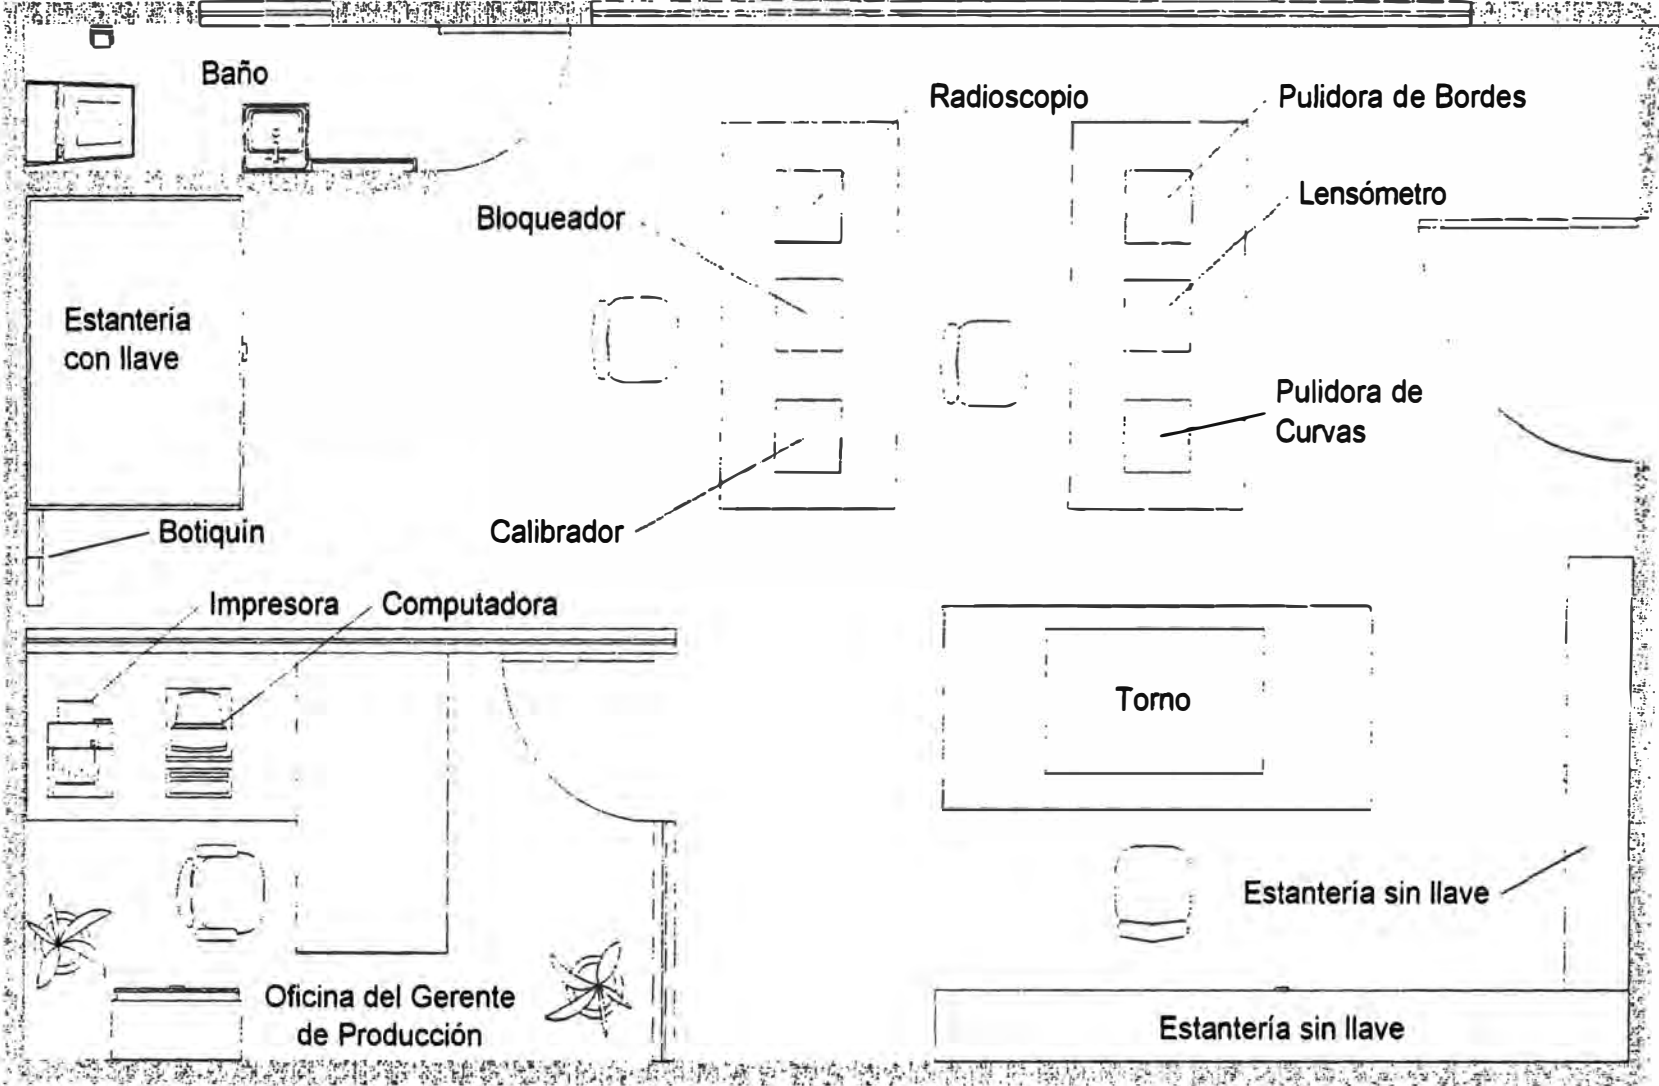 Baño
Radioscopio
Pulidora de Bordes
Lensómetro
Bloqueador
Estantería
con llave
Pulidora de
Curvas
Botiquín
Calibrador
Impresora
Computadora
Torno
Estantería sin llave
Oficina del Gerente
de Producción
Estantería sin llave